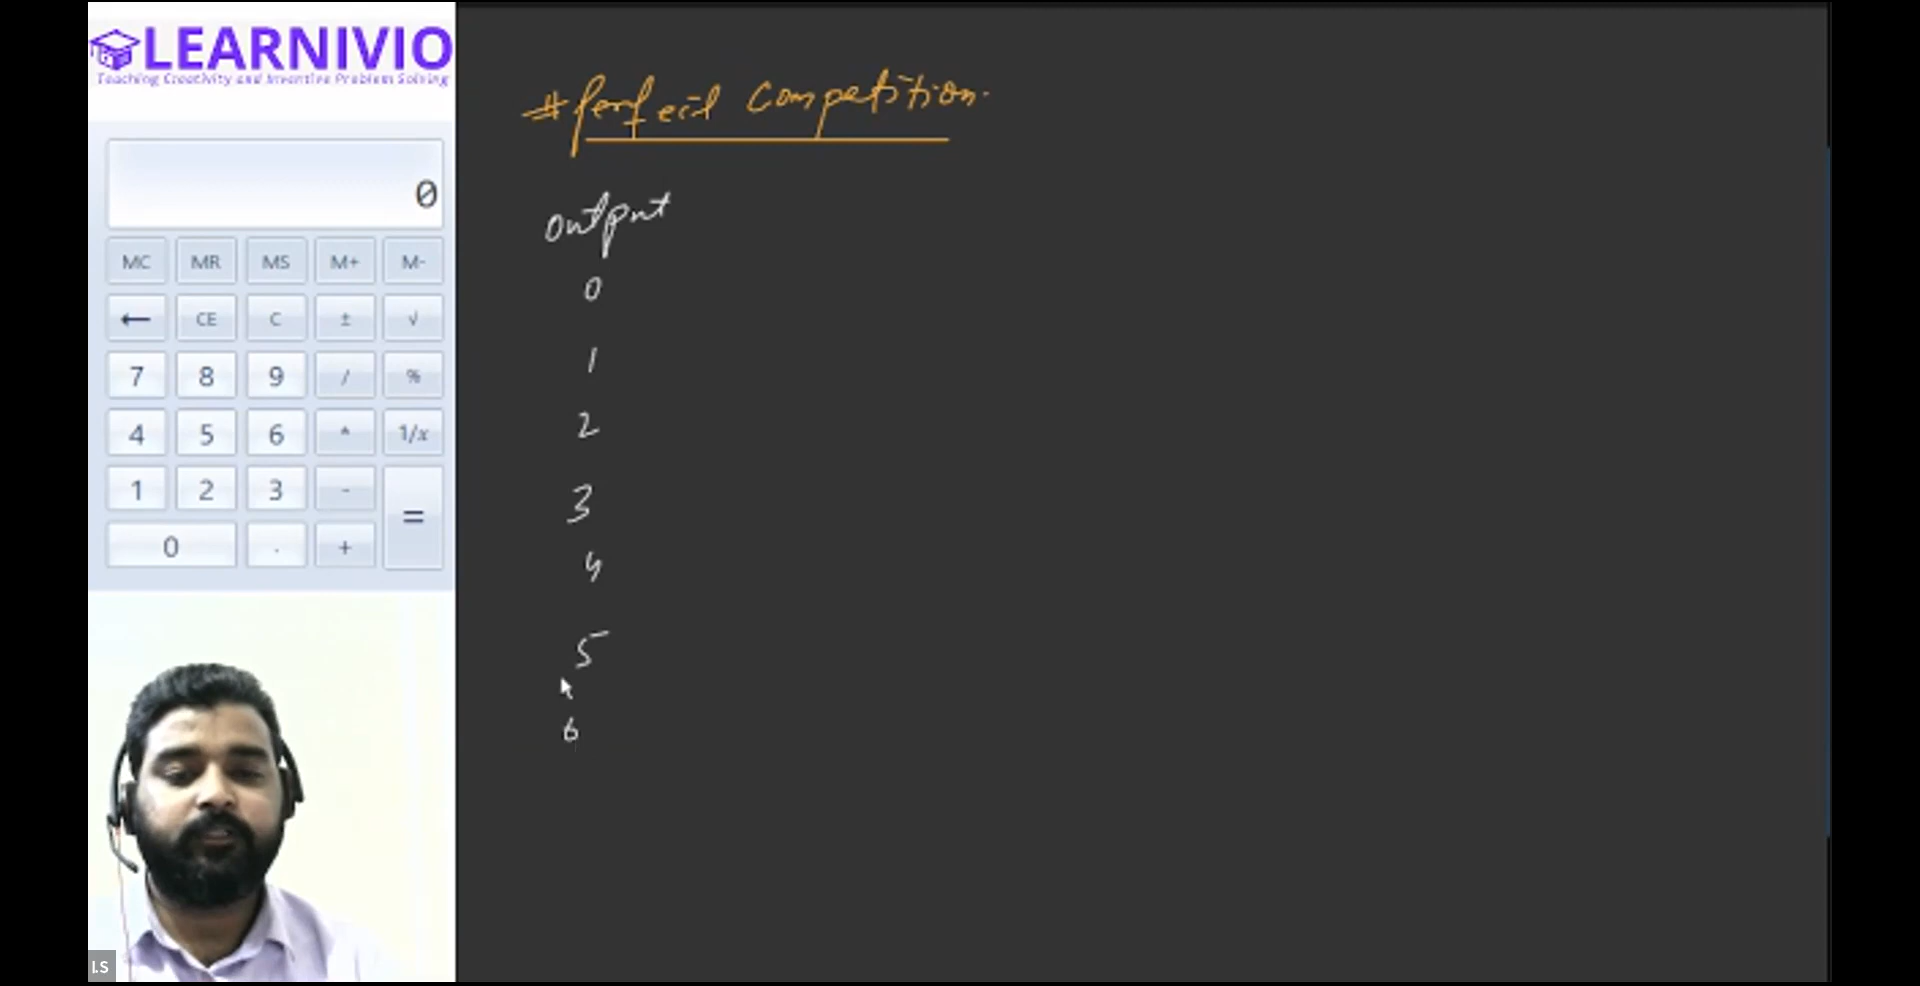 LEARNIVIO
Teaching Creativity and Inventive Problem Solving
# Perfect Competition.
0
MC MR MS M+ M-
← CE C ± √
7 8 9 / %
4 5 6 * 1/x
1 2 3 - =
0 . +
output
0
1
2
3
4
5
6
I.S